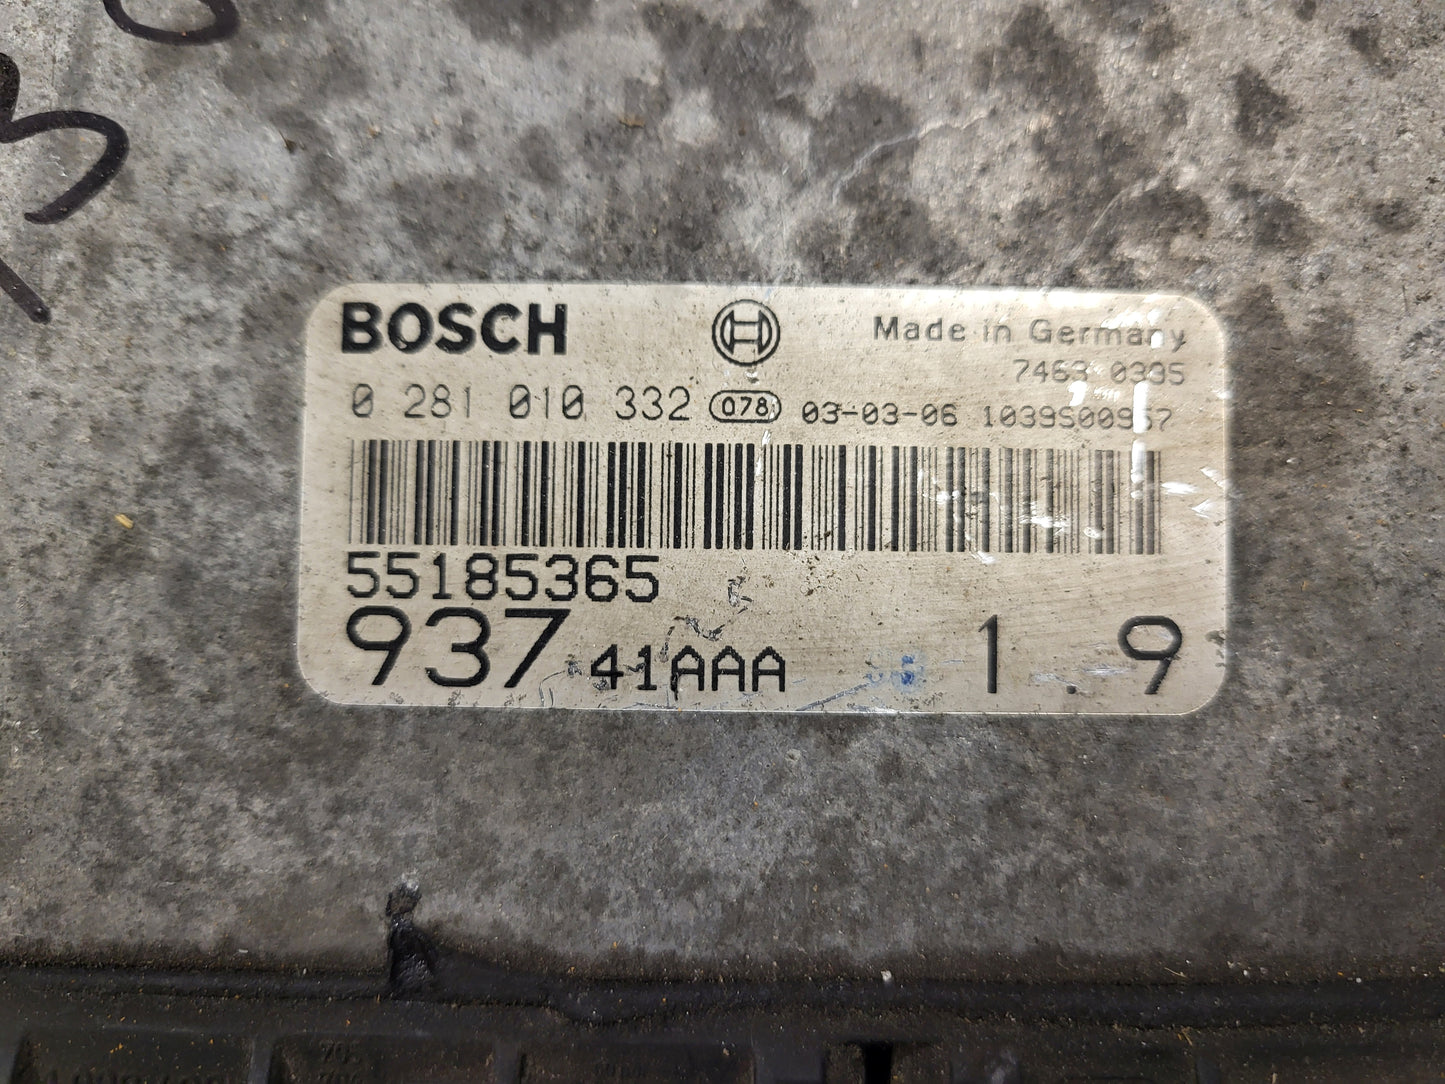 BOSCH Made in Germany
7463 0395
0 281 010 332 078 03-03-06 1039S00957
55185365
937 41AAA 1.9